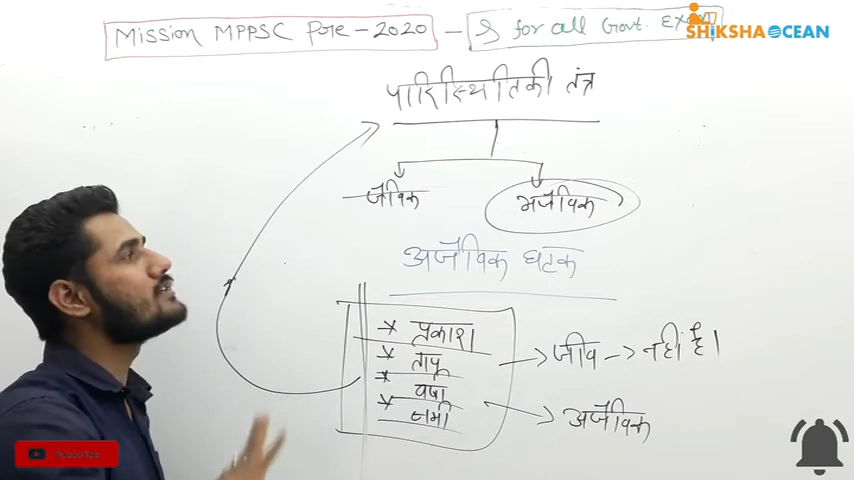 Mission MPPSC Pre - 2020 - & for all Govt. Exam
SHIKSHA OCEAN
पारिस्थितिकी तंत्र
जैविक अजैविक
अजैविक घटक
* प्रकाश
* ताप
* वर्षा
* नमी
→ जीव → नहीं है।
→ अजैविक